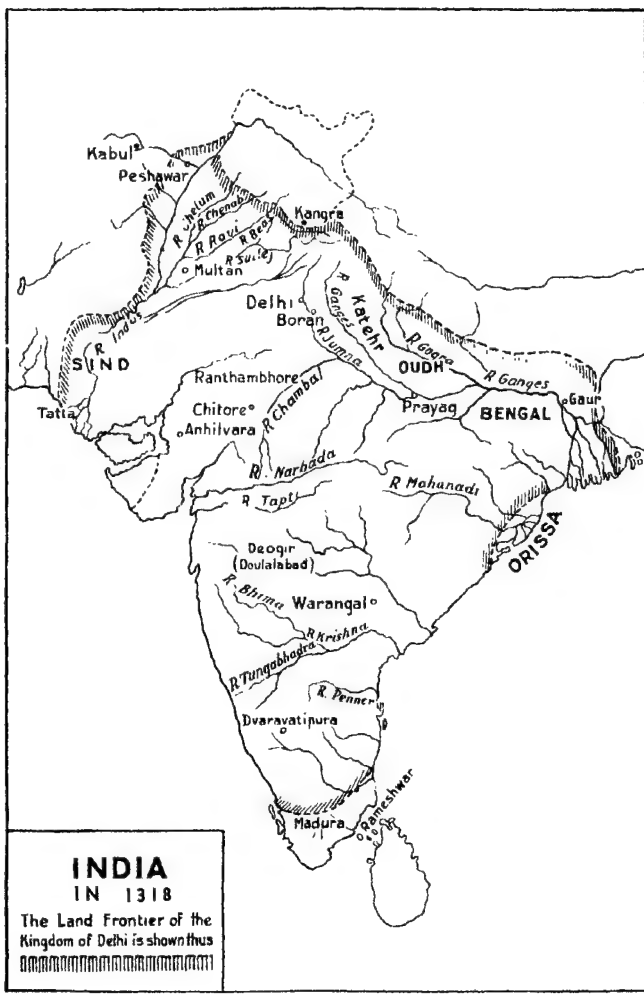 Kabul
Peshawar
R Jhelum
R. Chenab
R Ravi
R Beas
R Sutlej
Kangra
Multan
R Indus
Delhi
Boran
R Ganges
Katehr
R Jumna
R Gogra
OUDH
R Ganges
SIND
Tatta
Ranthambhore
Chitore
Anhilvara
R Chambal
Prayag
BENGAL
Gaur
R. Narbada
R Tapti
R Mahanadi
ORISSA
Deogir
(Doulalabad)
R. Bhima
Warangal
R Krishna
R Tungabhadra
R. Penner
Dvaravatipura
Madura
Rameshwar
INDIA
IN 1318
The Land Frontier of the
Kingdom of Delhi is shown thus